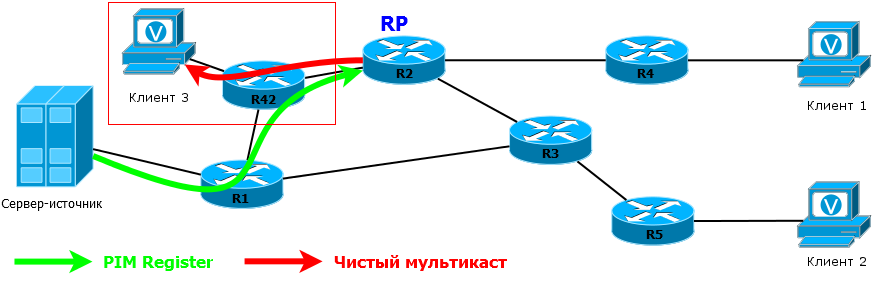 RP
Клиент 3
R42
R2
R4
Клиент 1
R3
Сервер-источник
R1
R5
Клиент 2
PIM Register
Чистый мультикаст